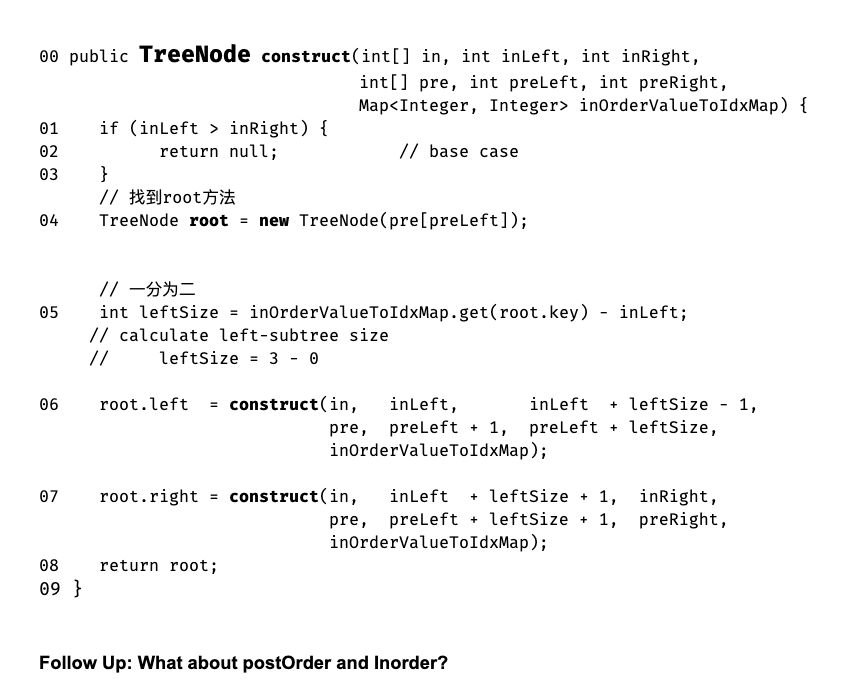 00 public TreeNode construct(int[] in, int inLeft, int inRight,
int[] pre, int preLeft, int preRight,
Map<Integer, Integer> inOrderValueToIdxMap) {
01    if (inLeft > inRight) {
02          return null;            // base case
03    }
// 找到root方法
04    TreeNode root = new TreeNode(pre[preLeft]);
// 一分为二
05    int leftSize = inOrderValueToIdxMap.get(root.key) - inLeft;
// calculate left-subtree size
//     leftSize = 3 - 0
06    root.left  = construct(in,   inLeft,       inLeft  + leftSize - 1,
pre,  preLeft + 1,  preLeft + leftSize,
inOrderValueToIdxMap);
07    root.right = construct(in,   inLeft  + leftSize + 1,  inRight,
pre,  preLeft + leftSize + 1,  preRight,
inOrderValueToIdxMap);
08    return root;
09 }
Follow Up: What about postOrder and Inorder?